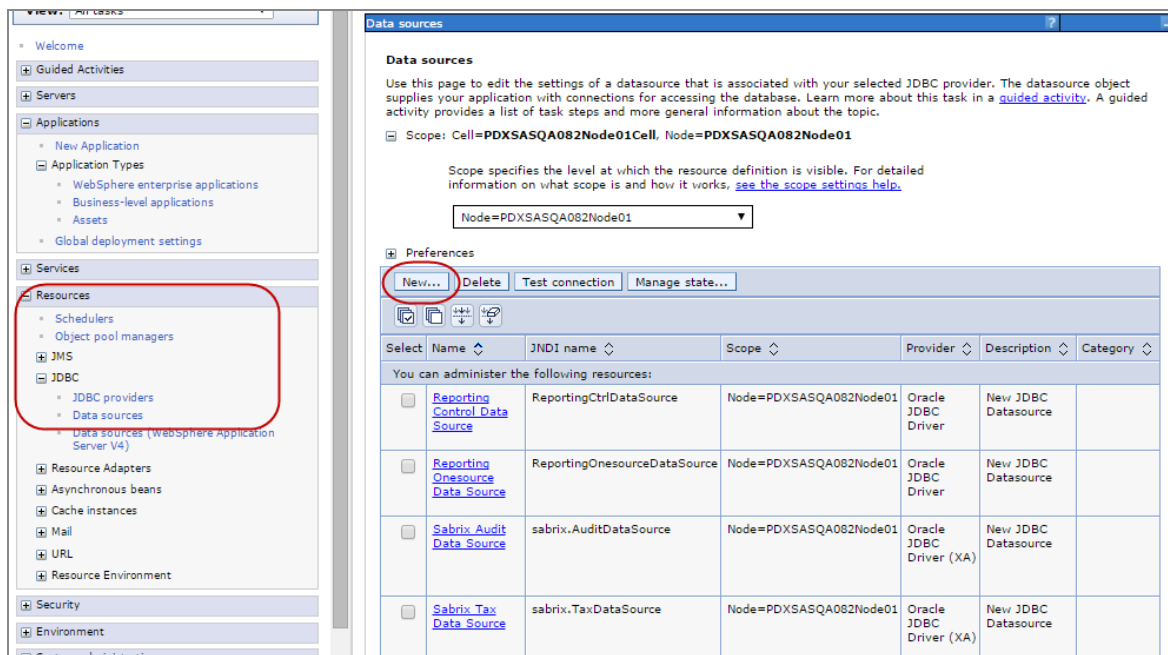 View: All tasks
Welcome
Guided Activities
Servers
Applications
New Application
Application Types
WebSphere enterprise applications
Business-level applications
Assets
Global deployment settings
Services
Resources
Schedulers
Object pool managers
JMS
JDBC
JDBC providers
Data sources
Data sources (WebSphere Application
Server V4)
Resource Adapters
Asynchronous beans
Cache instances
Mail
URL
Resource Environment
Security
Environment
Data sources ?
Data sources
Use this page to edit the settings of a datasource that is associated with your selected JDBC provider. The datasource object
supplies your application with connections for accessing the database. Learn more about this task in a guided activity. A guided
activity provides a list of task steps and more general information about the topic.
Scope: Cell=PDXSASQA082Node01Cell, Node=PDXSASQA082Node01
Scope specifies the level at which the resource definition is visible. For detailed
information on what scope is and how it works, see the scope settings help.
Node=PDXSASQA082Node01
Preferences
New... Delete Test connection Manage state...
Select Name JNDI name Scope Provider Description Category
You can administer the following resources:
Reporting ReportingCtrlDataSource Node=PDXSASQA082Node01 Oracle New JDBC
Control Data JDBC Datasource
Source Driver
Reporting ReportingOnesourceDataSource Node=PDXSASQA082Node01 Oracle New JDBC
Onesource JDBC Datasource
Data Source Driver
Sabrix Audit sabrix.AuditDataSource Node=PDXSASQA082Node01 Oracle New JDBC
Data Source JDBC Datasource
Driver (XA)
Sabrix Tax sabrix.TaxDataSource Node=PDXSASQA082Node01 Oracle New JDBC
Data Source JDBC Datasource
Driver (XA)